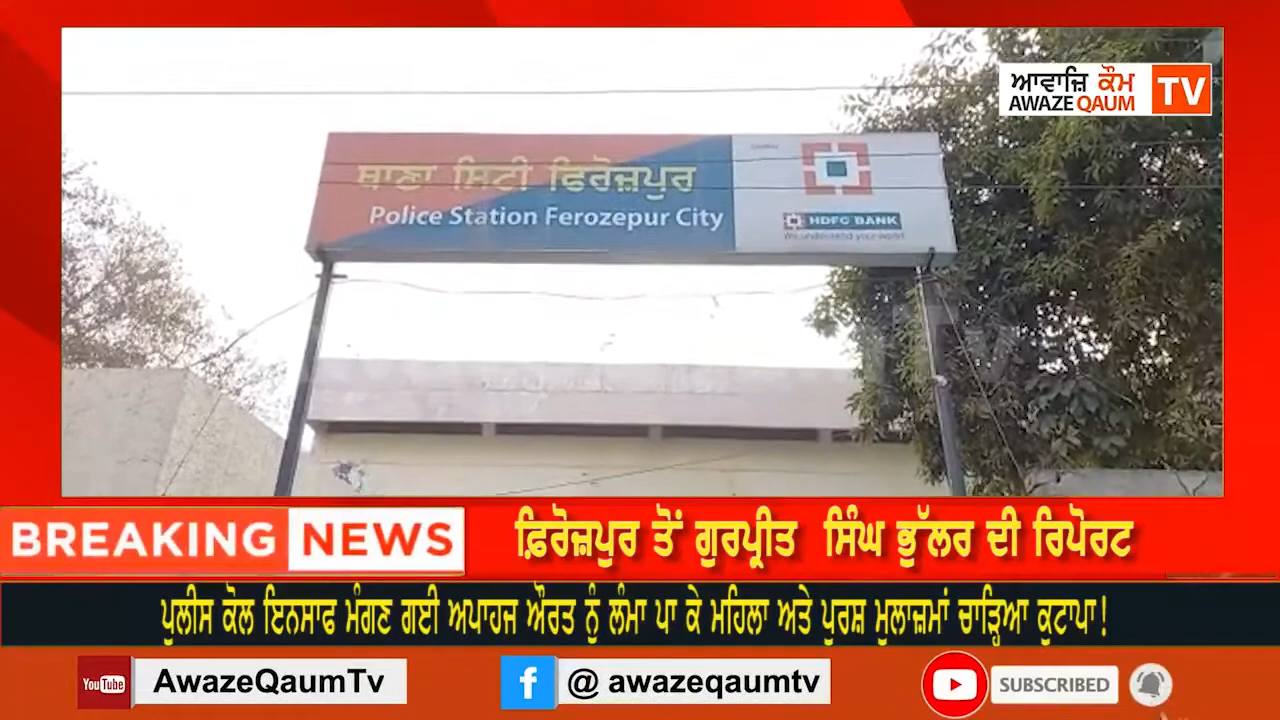 ਆਵਾਜ਼ਿ ਕੌਮ
AWAZE QAUM TV
ਥਾਣਾ ਸਿਟੀ ਫਿਰੋਜ਼ਪੁਰ
Police Station Ferozepur City
HDFC BANK
We understand your world
BREAKING NEWS
ਫ਼ਿਰੋਜ਼ਪੁਰ ਤੋਂ ਗੁਰਪ੍ਰੀਤ ਸਿੰਘ ਭੁੱਲਰ ਦੀ ਰਿਪੋਰਟ
ਪੁਲੀਸ ਕੋਲ ਇਨਸਾਫ ਮੰਗਣ ਗਈ ਅਪਾਹਜ ਔਰਤ ਨੂੰ ਲੰਮਾ ਪਾ ਕੇ ਮਹਿਲਾ ਅਤੇ ਪੁਰਸ਼ ਮੁਲਾਜ਼ਮਾਂ ਚਾੜ੍ਹਿਆ ਕੁਟਾਪਾ!
YouTube AwazeQaumTv
f @ awazeqaumtv
SUBSCRIBED